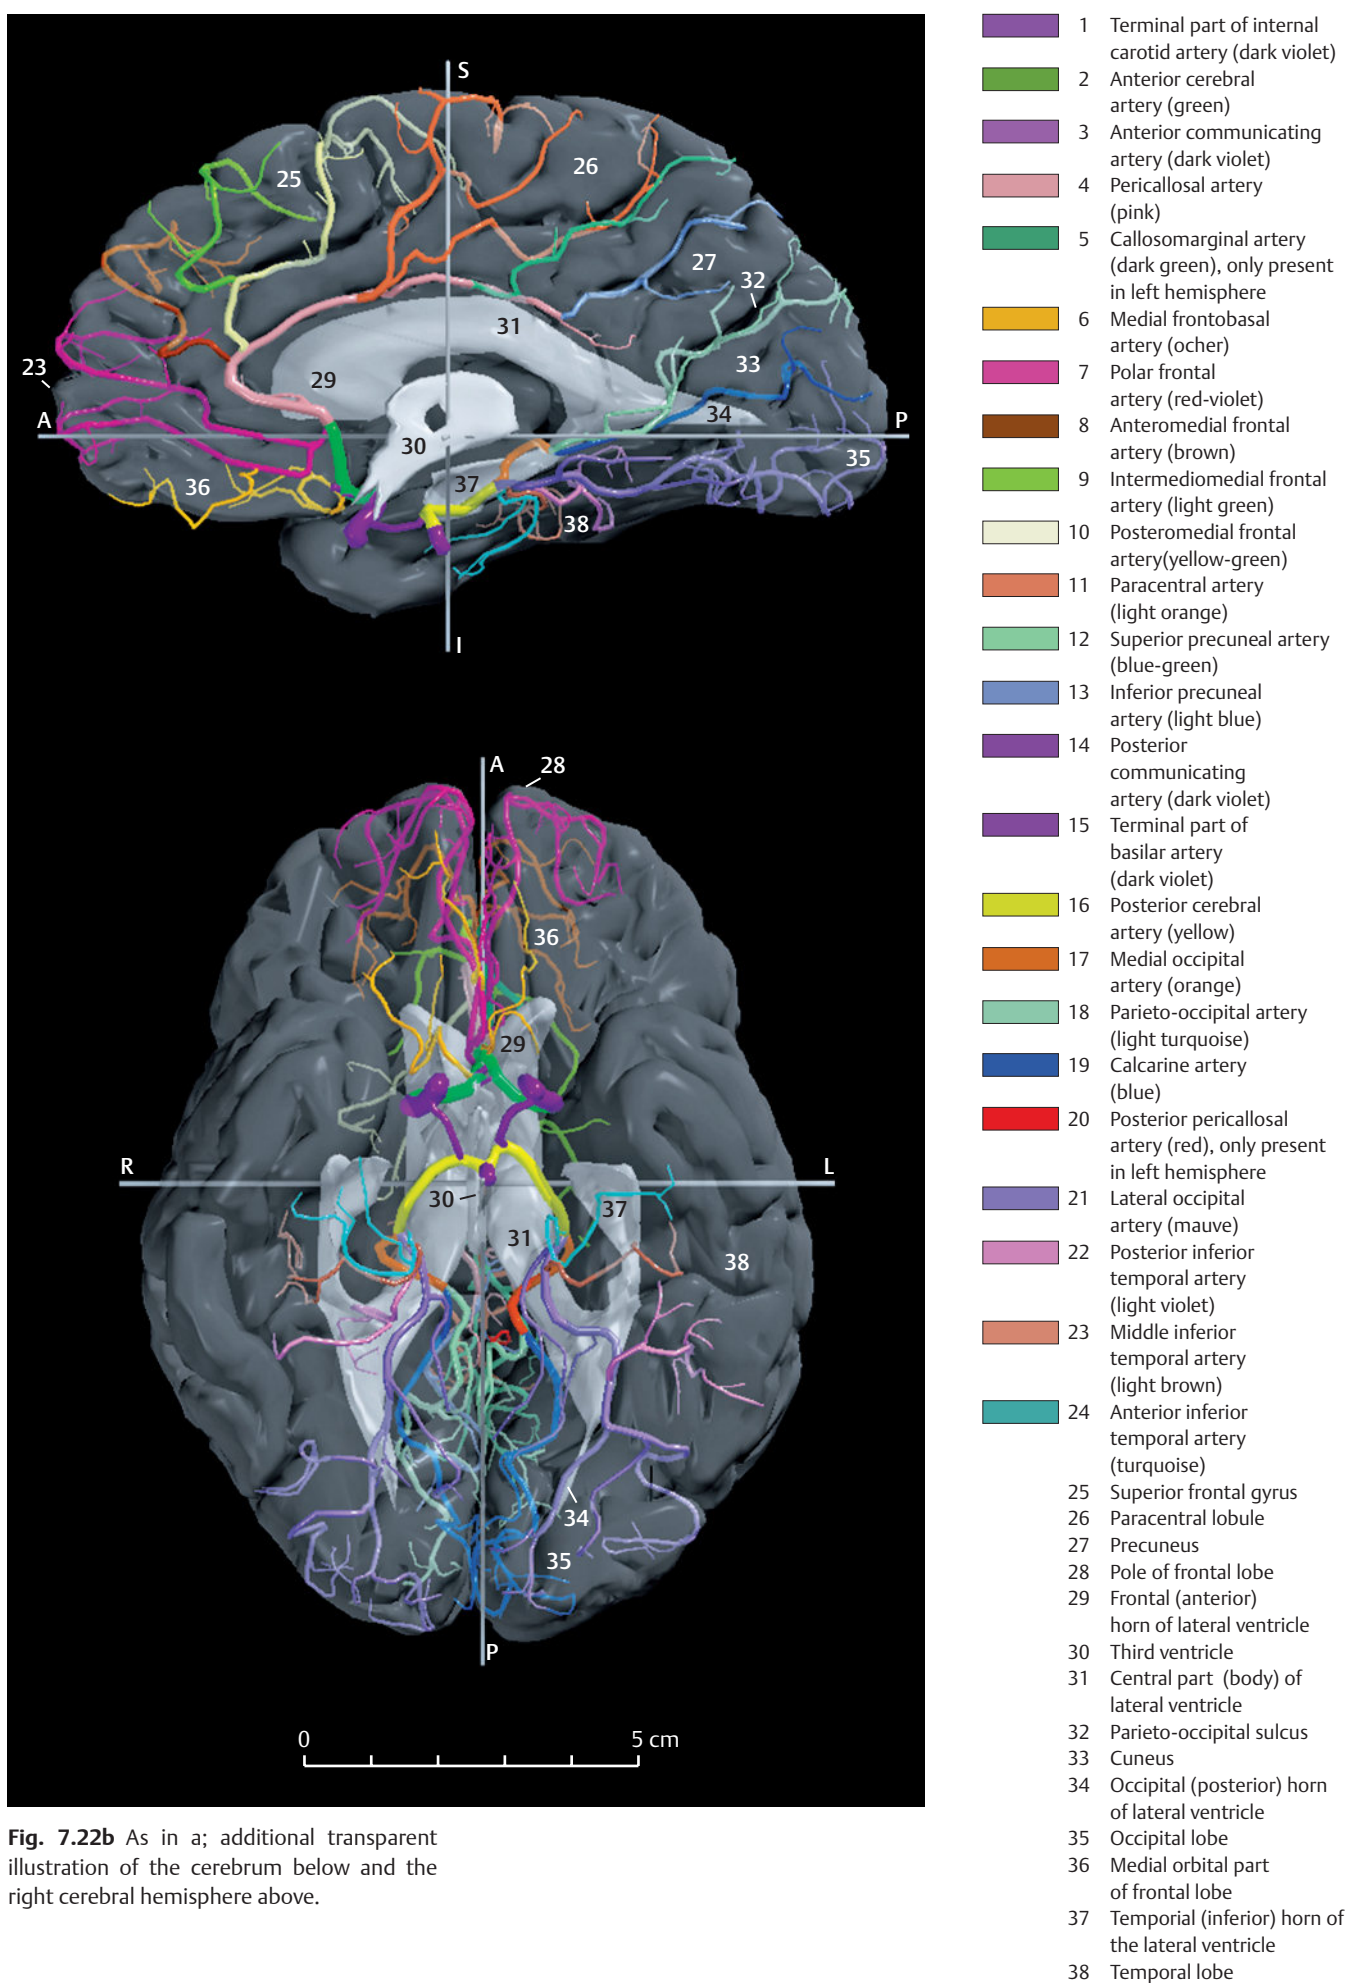 S
25
26
27
32
31
33
23
29
A
P
34
30
35
37
36
38
I
A
28
36
29
R
L
30
37
31
38
34
35
P
0 5 cm
Fig. 7.22b As in a; additional transparent
illustration of the cerebrum below and the
right cerebral hemisphere above.
1 Terminal part of internal
carotid artery (dark violet)
2 Anterior cerebral
artery (green)
3 Anterior communicating
artery (dark violet)
4 Pericallosal artery
(pink)
5 Callosomarginal artery
(dark green), only present
in left hemisphere
6 Medial frontobasal
artery (ocher)
7 Polar frontal
artery (red-violet)
8 Anteromedial frontal
artery (brown)
9 Intermediomedial frontal
artery (light green)
10 Posteromedial frontal
artery(yellow-green)
11 Paracentral artery
(light orange)
12 Superior precuneal artery
(blue-green)
13 Inferior precuneal
artery (light blue)
14 Posterior
communicating
artery (dark violet)
15 Terminal part of
basilar artery
(dark violet)
16 Posterior cerebral
artery (yellow)
17 Medial occipital
artery (orange)
18 Parieto-occipital artery
(light turquoise)
19 Calcarine artery
(blue)
20 Posterior pericallosal
artery (red), only present
in left hemisphere
21 Lateral occipital
artery (mauve)
22 Posterior inferior
temporal artery
(light violet)
23 Middle inferior
temporal artery
(light brown)
24 Anterior inferior
temporal artery
(turquoise)
25 Superior frontal gyrus
26 Paracentral lobule
27 Precuneus
28 Pole of frontal lobe
29 Frontal (anterior)
horn of lateral ventricle
30 Third ventricle
31 Central part (body) of
lateral ventricle
32 Parieto-occipital sulcus
33 Cuneus
34 Occipital (posterior) horn
of lateral ventricle
35 Occipital lobe
36 Medial orbital part
of frontal lobe
37 Temporial (inferior) horn of
the lateral ventricle
38 Temporal lobe